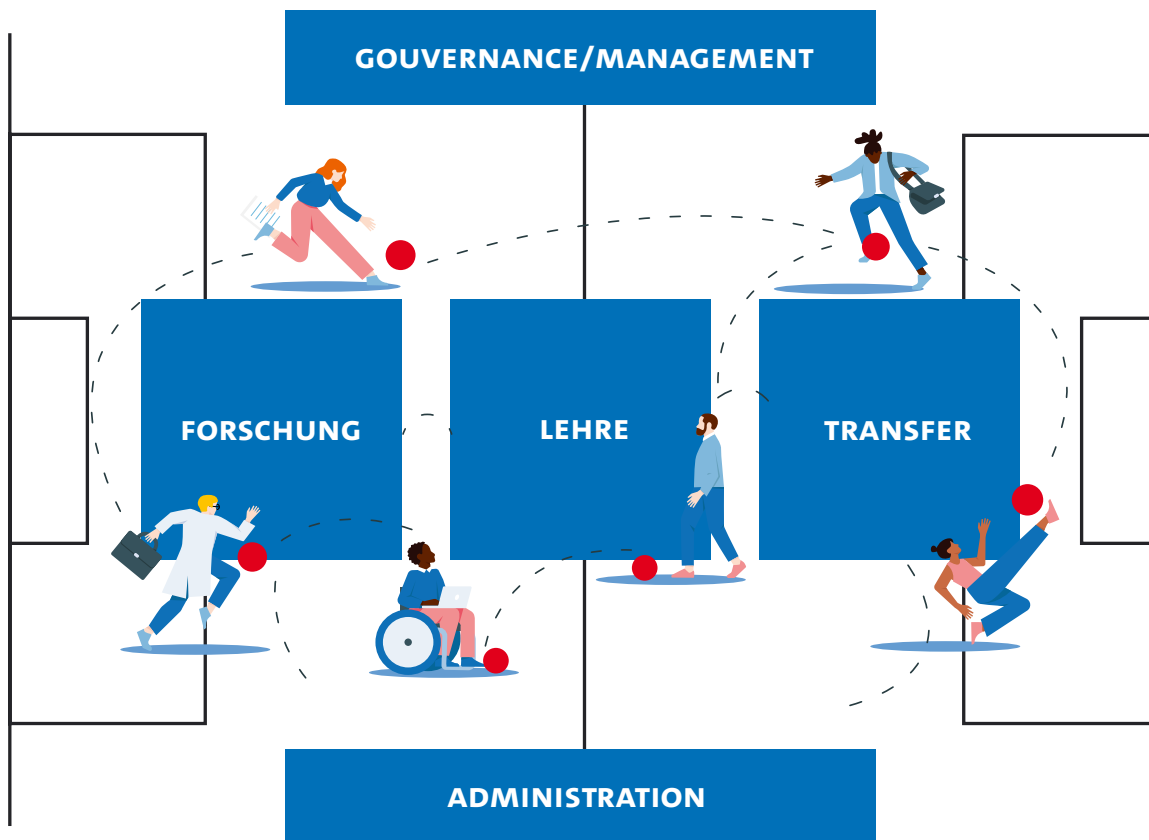 GOUVERNANCE/MANAGEMENT
FORSCHUNG
LEHRE
TRANSFER
ADMINISTRATION